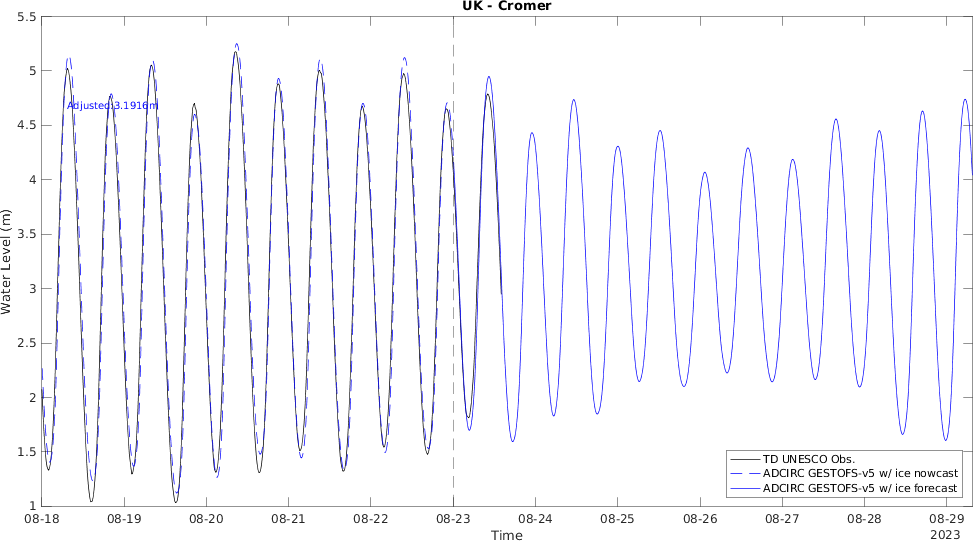 UK - Cromer
5.5
5
4.5
4
3.5
3
2.5
2
1.5
1
Water Level (m)
Adjusted:3.1916m
TD UNESCO Obs.
ADCIRC GESTOFS-v5 w/ ice nowcast
ADCIRC GESTOFS-v5 w/ ice forecast
08-18 08-19 08-20 08-21 08-22 08-23 08-24 08-25 08-26 08-27 08-28 08-29
2023
Time